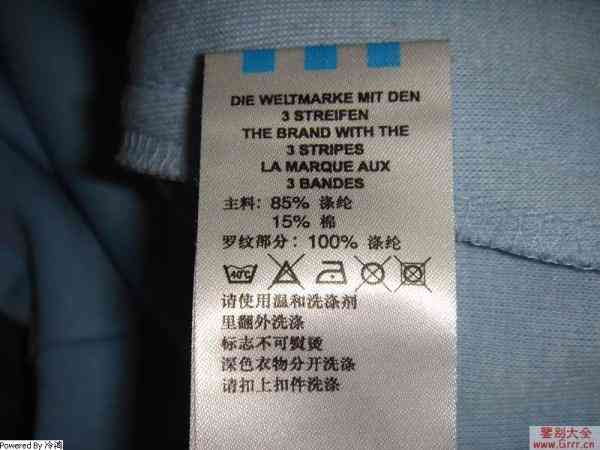 DIE WELTMARKE MIT DEN
3 STREIFEN
THE BRAND WITH THE
3 STRIPES
LA MARQUE AUX
3 BANDES
主料: 85% 涤纶
15% 棉
罗纹部分: 100% 涤纶
40°C
请使用温和洗涤剂
里翻外洗涤
标志不可熨烫
深色衣物分开洗涤
请扣上扣件洗涤
Powered By 冷鸿
鉴别大全
www.Grrr.cn